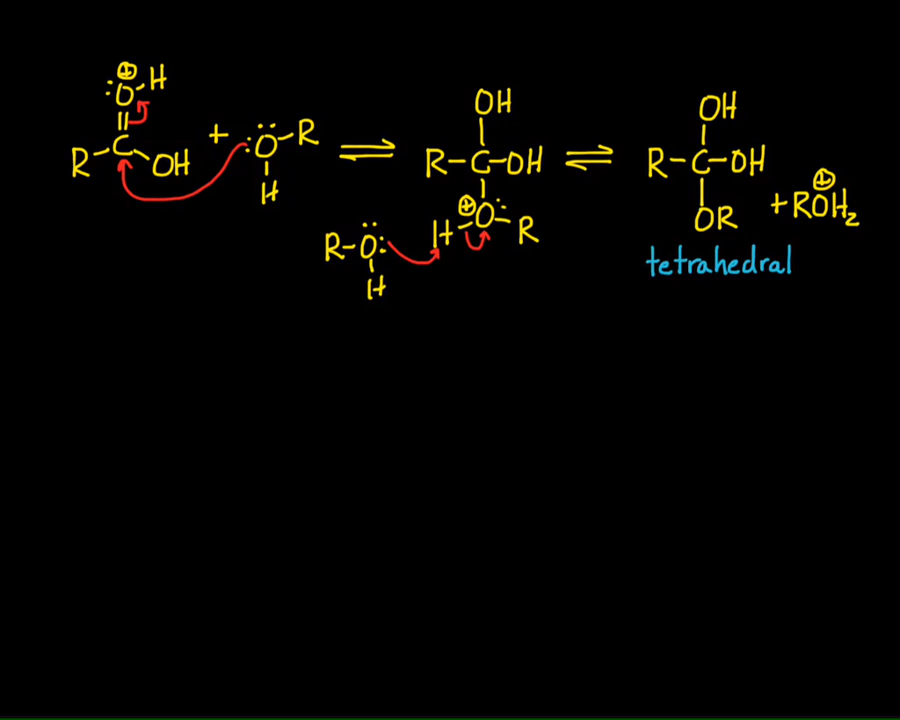 ⊕
:O-H
||
R-C-OH + :Ö-R ⇌ R-C-OH ⇌ R-C-OH + ROH₂
H
OH
OH
⊕
H-O:-R
OR
⊕
R-Ö:
H
tetrahedral